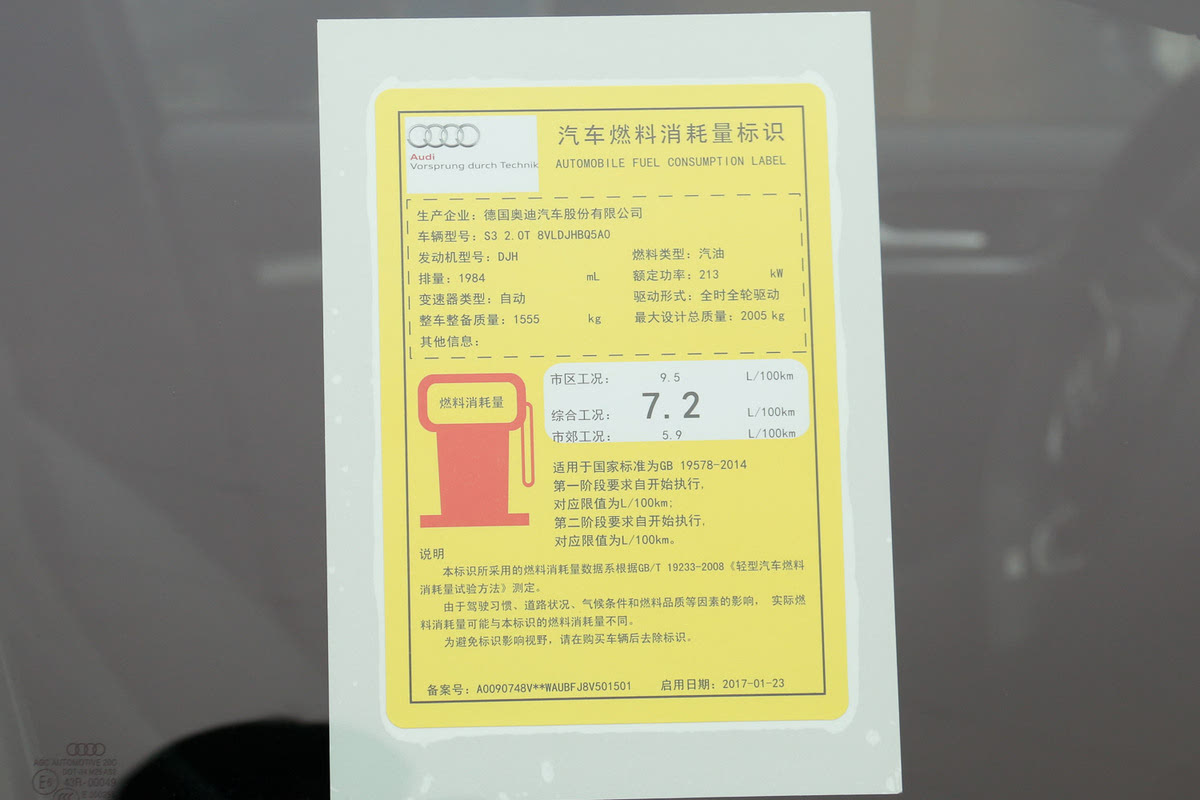 Audi
Vorsprung durch Technik
汽车燃料消耗量标识
AUTOMOBILE FUEL CONSUMPTION LABEL
生产企业：德国奥迪汽车股份有限公司
车辆型号：S3 2.0T 8VLDJHBQ5A0
发动机型号：DJH 燃料类型：汽油
排量：1984 mL 额定功率：213 kW
变速器类型：自动 驱动形式：全时全轮驱动
整车整备质量：1555 kg 最大设计总质量：2005 kg
其他信息：
燃料消耗量
市区工况： 9.5 L/100km
综合工况： 7.2 L/100km
市郊工况： 5.9 L/100km
适用于国家标准为GB 19578-2014
第一阶段要求自开始执行，
对应限值为L/100km；
第二阶段要求自开始执行，
对应限值为L/100km。
说明
本标识所采用的燃料消耗量数据系根据GB/T 19233-2008《轻型汽车燃料
消耗量试验方法》测定。
由于驾驶习惯、道路状况、气候条件和燃料品质等因素的影响， 实际燃
料消耗量可能与本标识的燃料消耗量不同。
为避免标识影响视野，请在购买车辆后去除标识。
备案号：A0090748V**WAUBFJ8V501501 启用日期：2017-01-23
AGC AUTOMOTIVE
43R-00049